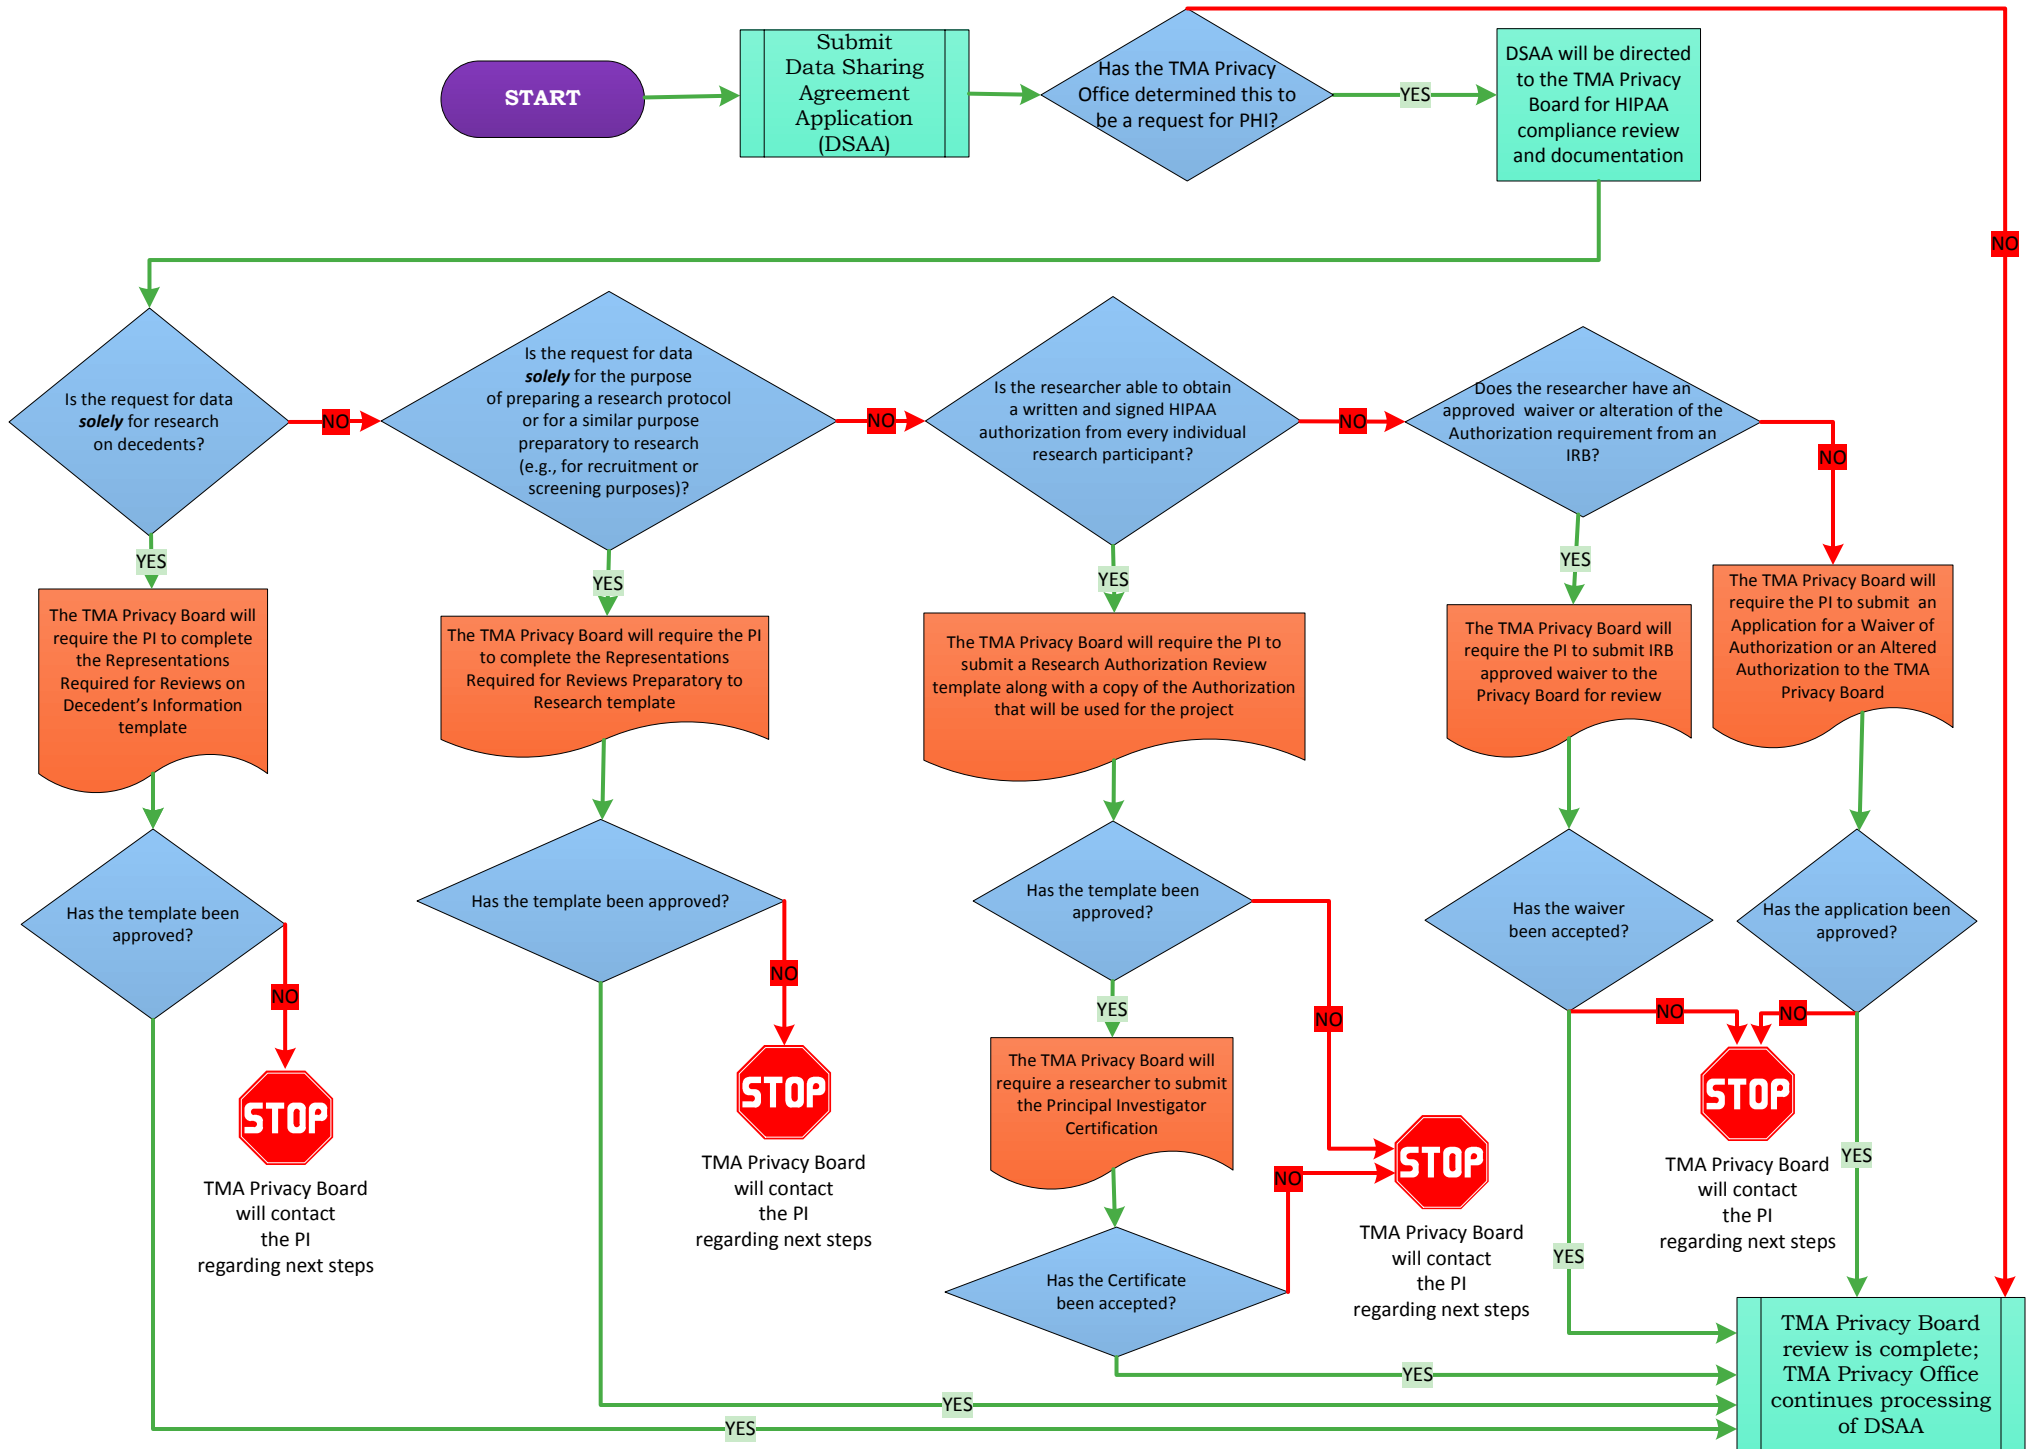 START
Submit
Data Sharing
Agreement
Application
(DSAA)
Has the TMA Privacy
Office determined this to
be a request for PHI?
YES
DSAA will be directed
to the TMA Privacy
Board for HIPAA
compliance review
and documentation
NO
Is the request for data
solely for research
on decedents?
NO
Is the request for data
solely for the purpose
of preparing a research protocol
or for a similar purpose
preparatory to research
(e.g., for recruitment or
screening purposes)?
NO
Is the researcher able to obtain
a written and signed HIPAA
authorization from every individual
research participant?
NO
Does the researcher have an
approved waiver or alteration of the
Authorization requirement from an
IRB?
NO
YES
YES
YES
YES
The TMA Privacy Board will
require the PI to complete
the Representations
Required for Reviews on
Decedent's Information
template
The TMA Privacy Board will require the PI
to complete the Representations
Required for Reviews Preparatory to
Research template
The TMA Privacy Board will require the PI to
submit a Research Authorization Review
template along with a copy of the Authorization
that will be used for the project
The TMA Privacy Board will
require the PI to submit IRB
approved waiver to the
Privacy Board for review
The TMA Privacy Board will
require the PI to submit an
Application for a Waiver of
Authorization or an Altered
Authorization to the TMA
Privacy Board
Has the template been
approved?
Has the template been approved?
Has the template been
approved?
Has the waiver
been accepted?
Has the application been
approved?
NO
NO
YES
NO
NO
NO
The TMA Privacy Board will
require a researcher to submit
the Principal Investigator
Certification
STOP
TMA Privacy Board
will contact
the PI
regarding next steps
STOP
TMA Privacy Board
will contact
the PI
regarding next steps
NO
STOP
TMA Privacy Board
will contact
the PI
regarding next steps
STOP
TMA Privacy Board
will contact
the PI
regarding next steps
YES
YES
Has the Certificate
been accepted?
YES
YES
YES
TMA Privacy Board
review is complete;
TMA Privacy Office
continues processing
of DSAA